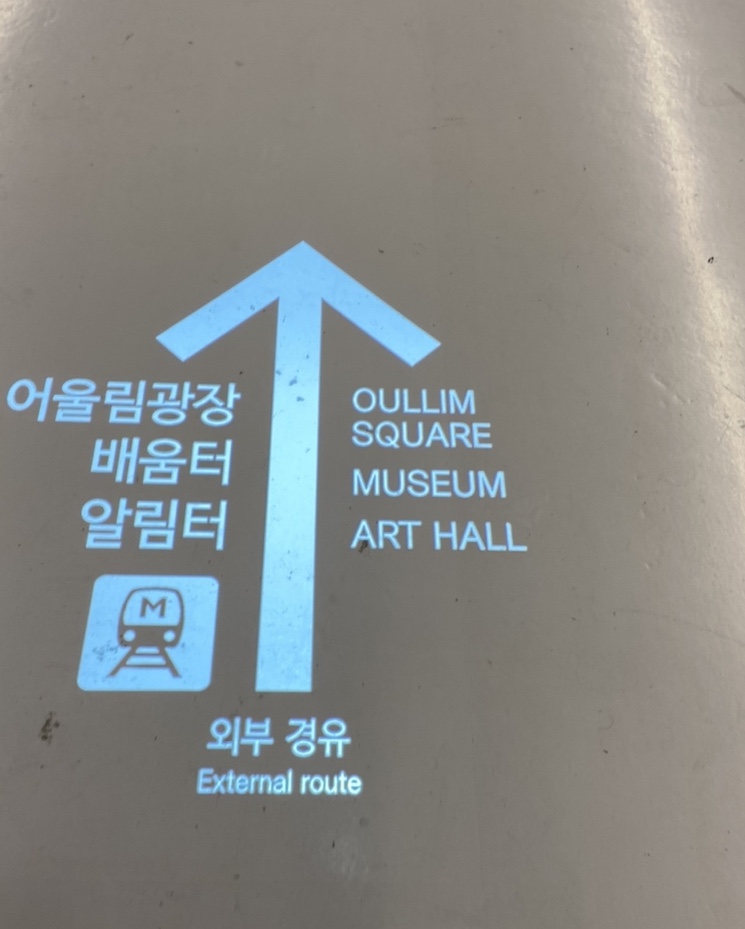 어울림광장
배움터
알림터
OULLIM
SQUARE
MUSEUM
ART HALL
M
외부 경유
External route